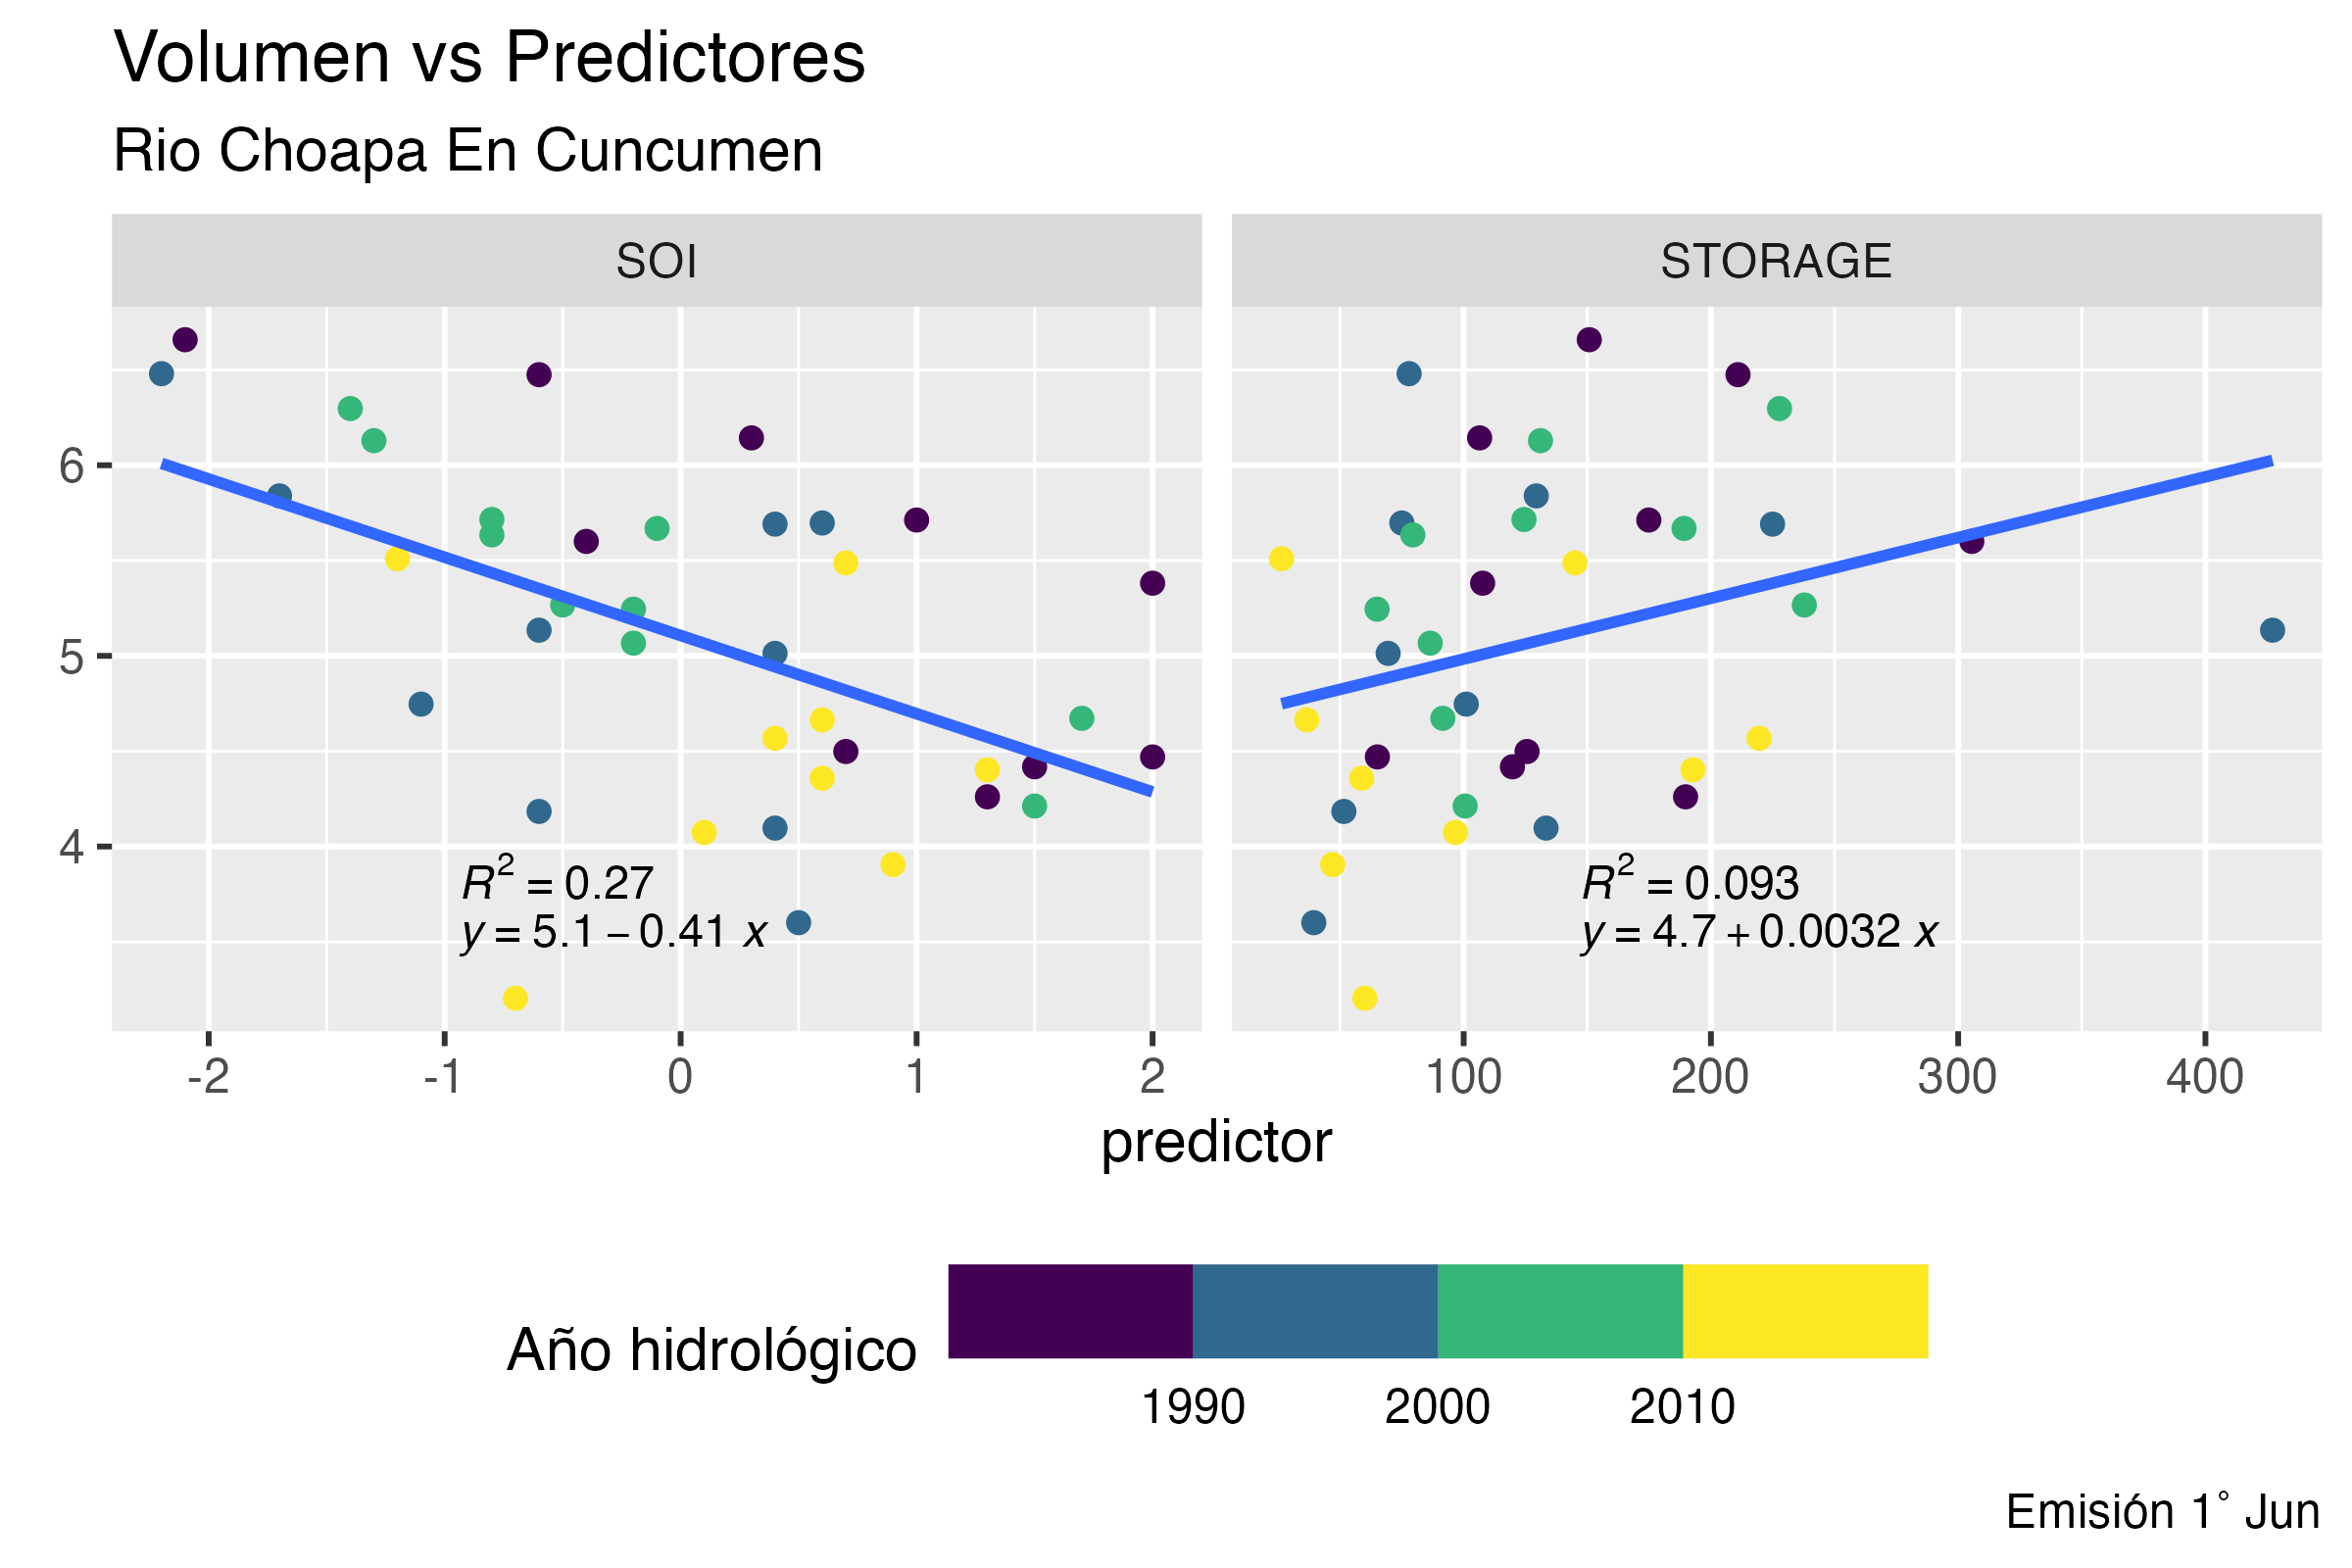 Volumen vs Predictores
Rio Choapa En Cuncumen
SOI
STORAGE
6
5
4
R² = 0.27
y = 5.1 − 0.41 x
R² = 0.093
y = 4.7 + 0.0032 x
-2 -1 0 1 2 100 200 300 400
predictor
Año hidrológico
1990 2000 2010
Emisión 1° Jun